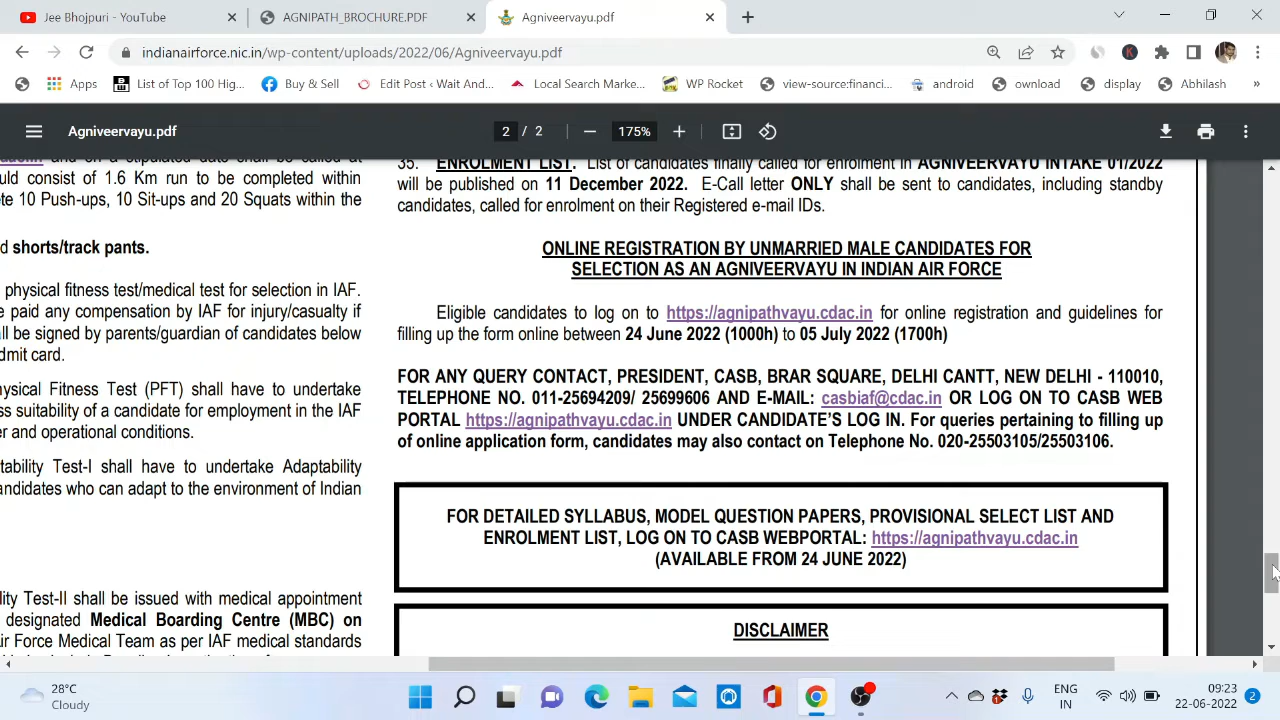 Jee Bhojpuri - YouTube
AGNIPATH_BROCHURE.PDF
Agniveervayu.pdf
indianairforce.nic.in/wp-content/uploads/2022/06/Agniveervayu.pdf
K
Apps
List of Top 100 Hig...
Buy & Sell
Edit Post ‹ Wait And...
Local Search Marke...
WP Rocket
view-source:financi...
android
ownload
display
Abhilash
»
Agniveervayu.pdf
2 / 2
175%
and on a stipulated date shall be called at
uld consist of 1.6 Km run to be completed within
te 10 Push-ups, 10 Sit-ups and 20 Squats within the
d shorts/track pants.
physical fitness test/medical test for selection in IAF.
e paid any compensation by IAF for injury/casualty if
all be signed by parents/guardian of candidates below
dmit card.
hysical Fitness Test (PFT) shall have to undertake
ss suitability of a candidate for employment in the IAF
er and operational conditions.
tability Test-I shall have to undertake Adaptability
andidates who can adapt to the environment of Indian
lity Test-II shall be issued with medical appointment
designated Medical Boarding Centre (MBC) on
ir Force Medical Team as per IAF medical standards
35. ENROLMENT LIST. List of candidates finally called for enrolment in AGNIVEERVAYU INTAKE 01/2022
will be published on 11 December 2022. E-Call letter ONLY shall be sent to candidates, including standby
candidates, called for enrolment on their Registered e-mail IDs.
ONLINE REGISTRATION BY UNMARRIED MALE CANDIDATES FOR
SELECTION AS AN AGNIVEERVAYU IN INDIAN AIR FORCE
Eligible candidates to log on to https://agnipathvayu.cdac.in for online registration and guidelines for
filling up the form online between 24 June 2022 (1000h) to 05 July 2022 (1700h)
FOR ANY QUERY CONTACT, PRESIDENT, CASB, BRAR SQUARE, DELHI CANTT, NEW DELHI - 110010,
TELEPHONE NO. 011-25694209/ 25699606 AND E-MAIL: casbiaf@cdac.in OR LOG ON TO CASB WEB
PORTAL https://agnipathvayu.cdac.in UNDER CANDIDATE'S LOG IN. For queries pertaining to filling up
of online application form, candidates may also contact on Telephone No. 020-25503105/25503106.
FOR DETAILED SYLLABUS, MODEL QUESTION PAPERS, PROVISIONAL SELECT LIST AND
ENROLMENT LIST, LOG ON TO CASB WEBPORTAL: https://agnipathvayu.cdac.in
(AVAILABLE FROM 24 JUNE 2022)
DISCLAIMER
28°C
Cloudy
ENG
IN
09:23
22-06-2022
2